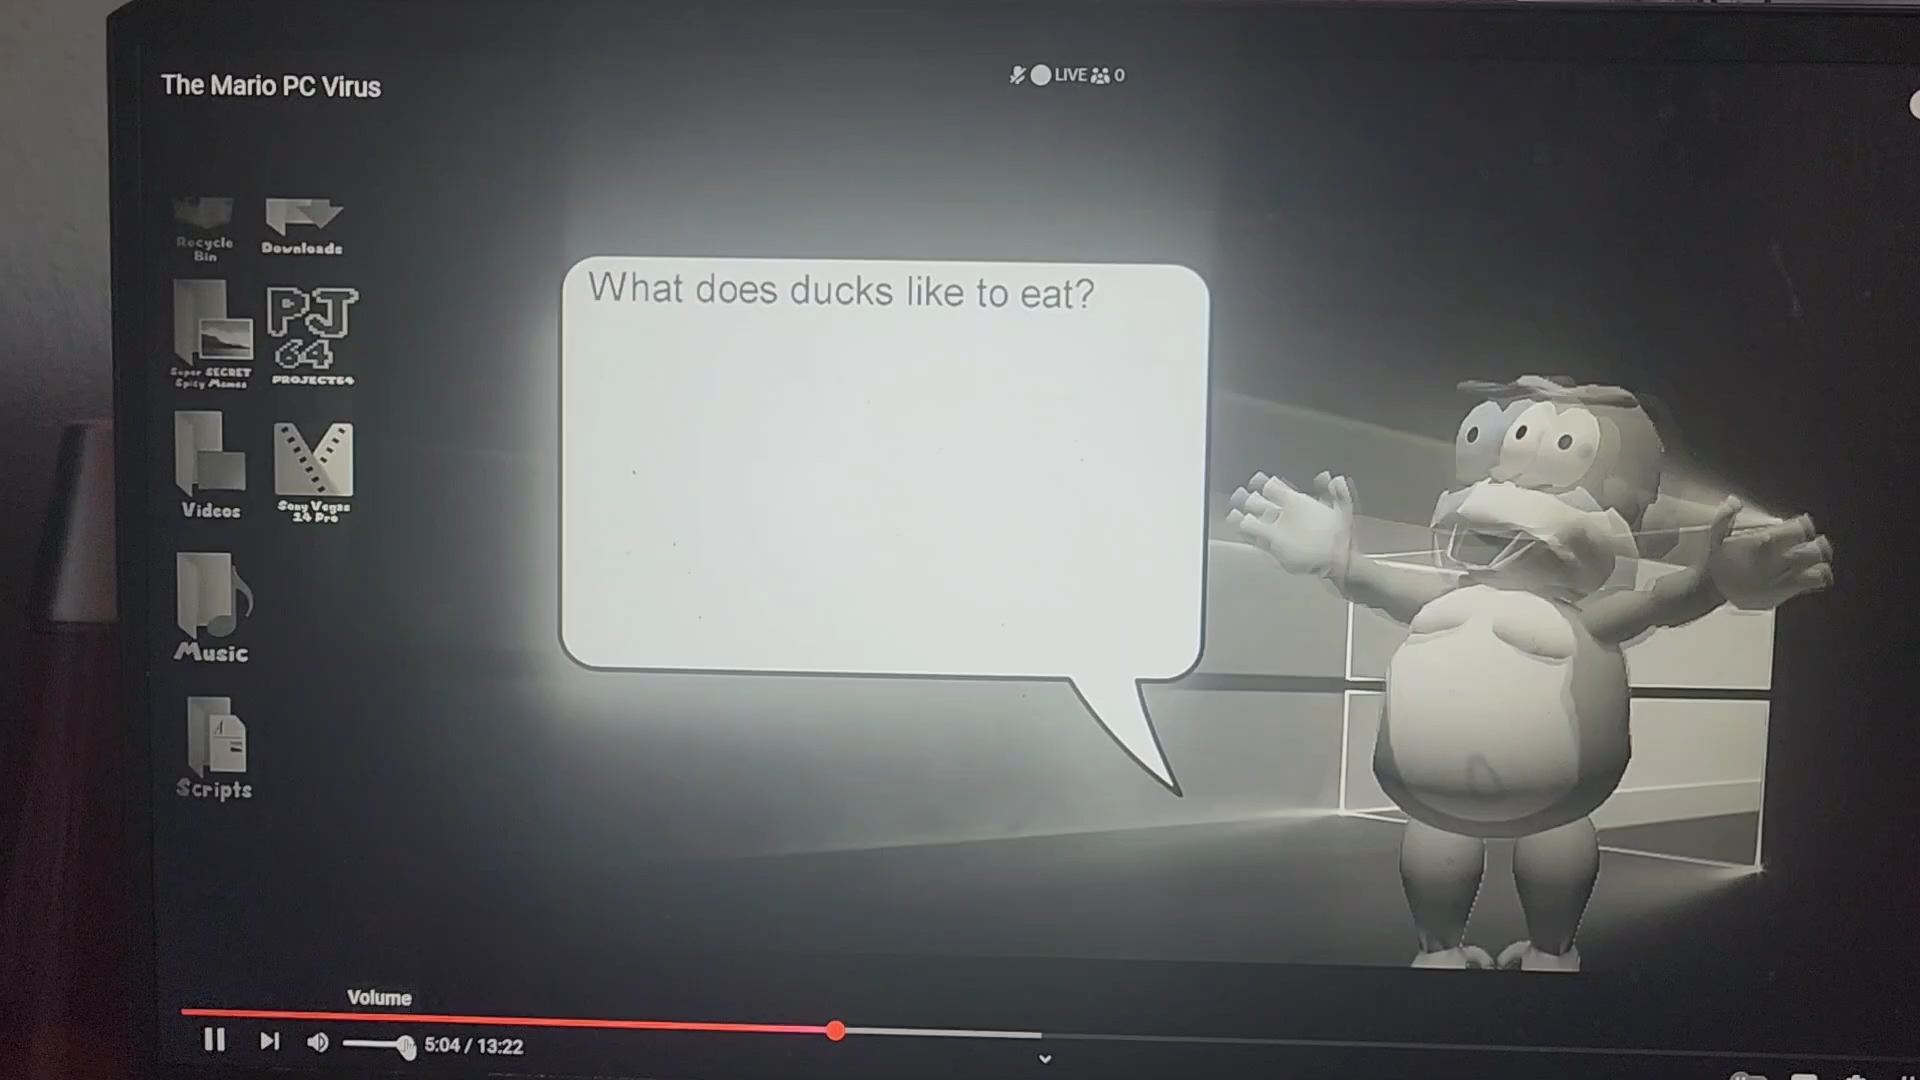 The Mario PC Virus
LIVE 0
Recycle
Bin
Downloads
Super SECRET
Spicy Memes
PJ
64
PROJECT64
Videos
Sony Vegas
14 Pro
Music
Scripts
What does ducks like to eat?
Volume
5:04 / 13:22